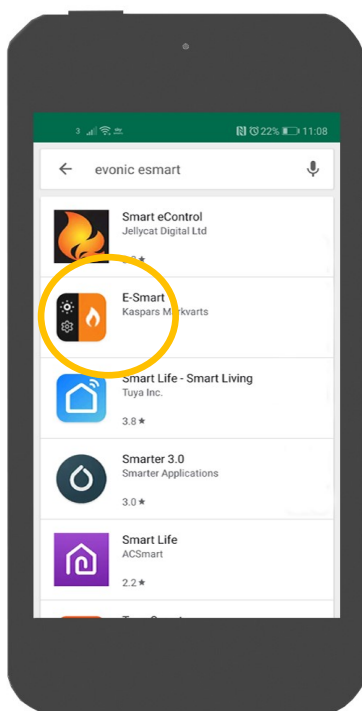 3 22% 11:08
evonic esmart
Smart eControl
Jellycat Digital Ltd
E-Smart
Kaspars Markvarts
Smart Life - Smart Living
Tuya Inc.
3.8★
Smarter 3.0
Smarter Applications
3.0★
Smart Life
ACSmart
2.2★